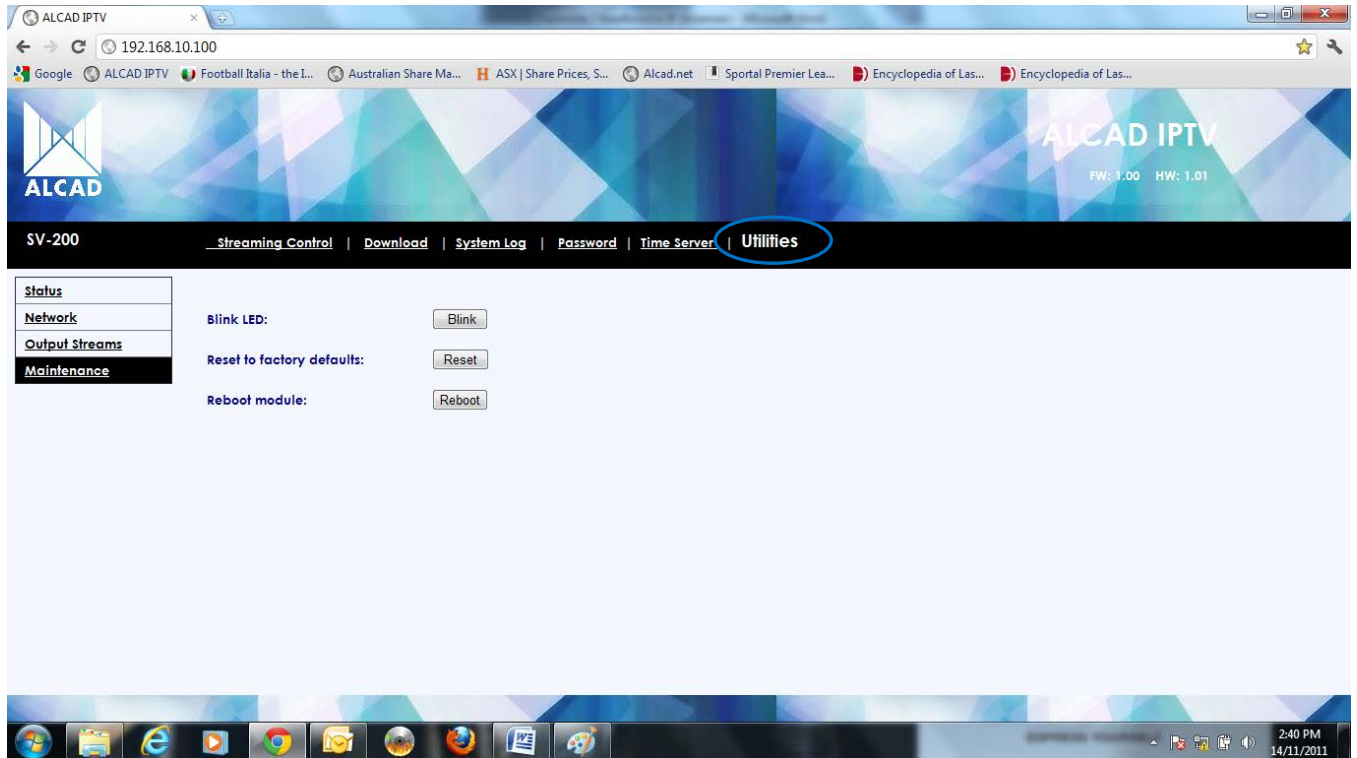 ALCAD IPTV
192.168.10.100
Google ALCAD IPTV Football Italia - the I... Australian Share Ma... ASX | Share Prices, S... Alcad.net Sportal Premier Lea... Encyclopedia of Las... Encyclopedia of Las...
ALCAD IPTV
FW: 1.00 HW: 1.01
ALCAD
SV-200 Streaming Control | Download | System Log | Password | Time Server | Utilities
Status
Network
Output Streams
Maintenance
Blink LED: Blink
Reset to factory defaults: Reset
Reboot module: Reboot
2:40 PM
14/11/2011